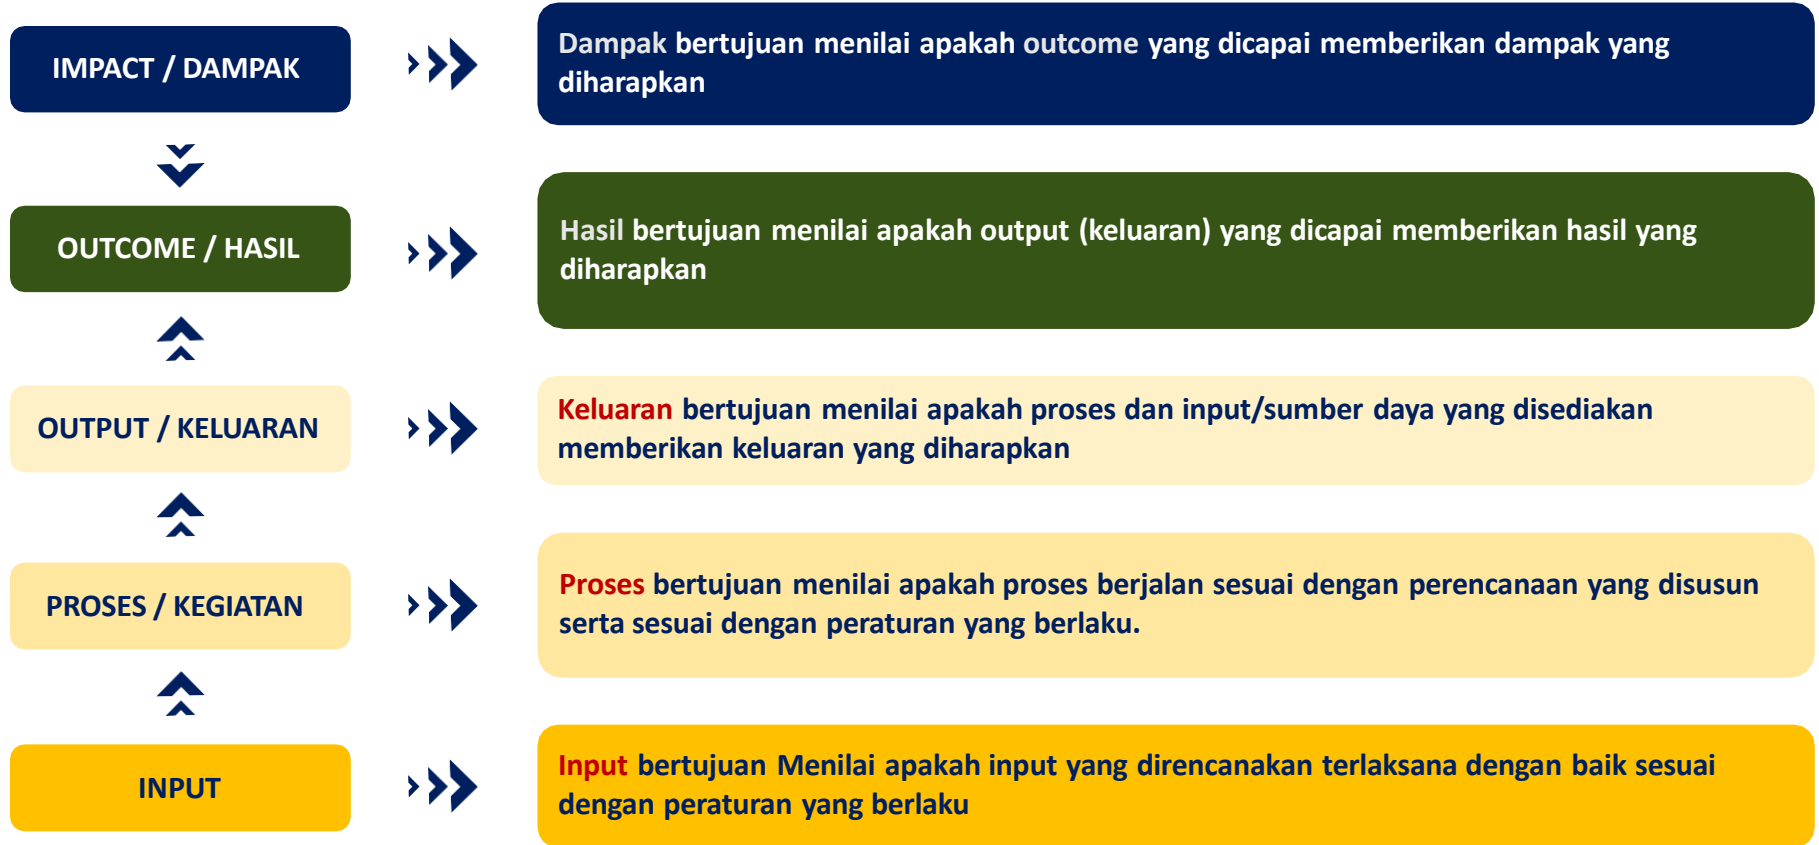 IMPACT / DAMPAK
Dampak bertujuan menilai apakah outcome yang dicapai memberikan dampak yang
diharapkan
OUTCOME / HASIL
Hasil bertujuan menilai apakah output (keluaran) yang dicapai memberikan hasil yang
diharapkan
OUTPUT / KELUARAN
Keluaran bertujuan menilai apakah proses dan input/sumber daya yang disediakan
memberikan keluaran yang diharapkan
PROSES / KEGIATAN
Proses bertujuan menilai apakah proses berjalan sesuai dengan perencanaan yang disusun
serta sesuai dengan peraturan yang berlaku.
INPUT
Input bertujuan Menilai apakah input yang direncanakan terlaksana dengan baik sesuai
dengan peraturan yang berlaku